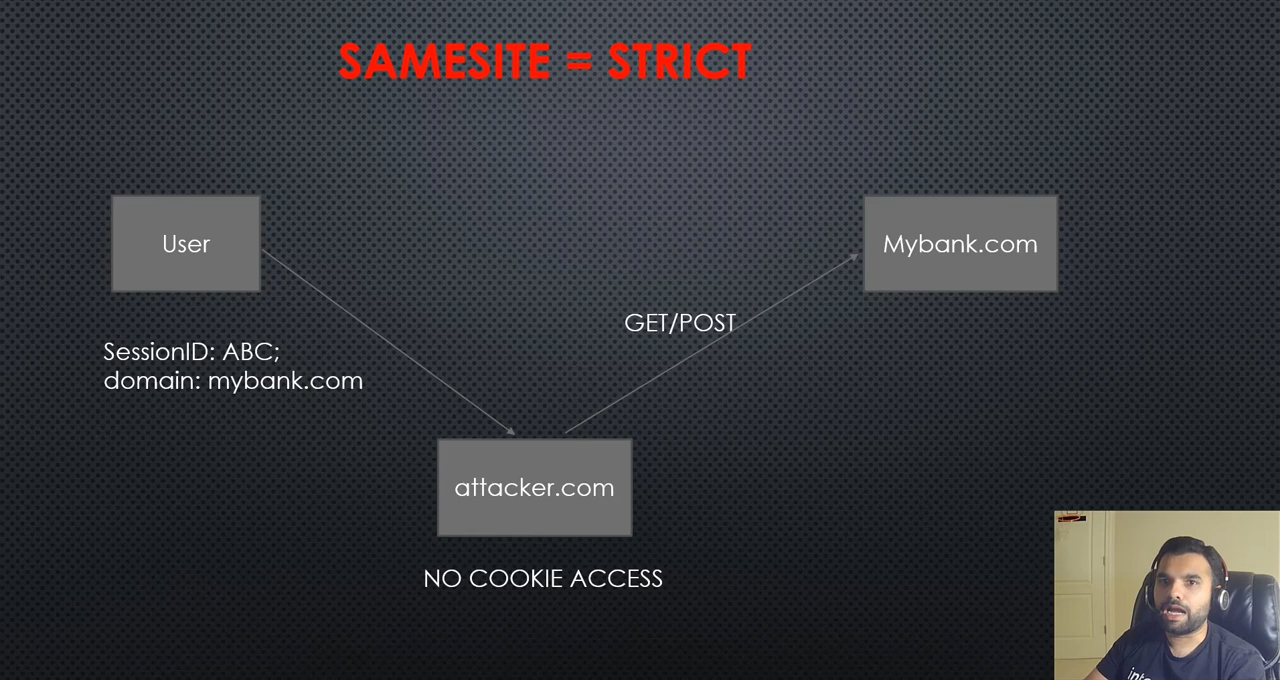 SAMESITE = STRICT
User
Mybank.com
GET/POST
SessionID: ABC;
domain: mybank.com
attacker.com
NO COOKIE ACCESS